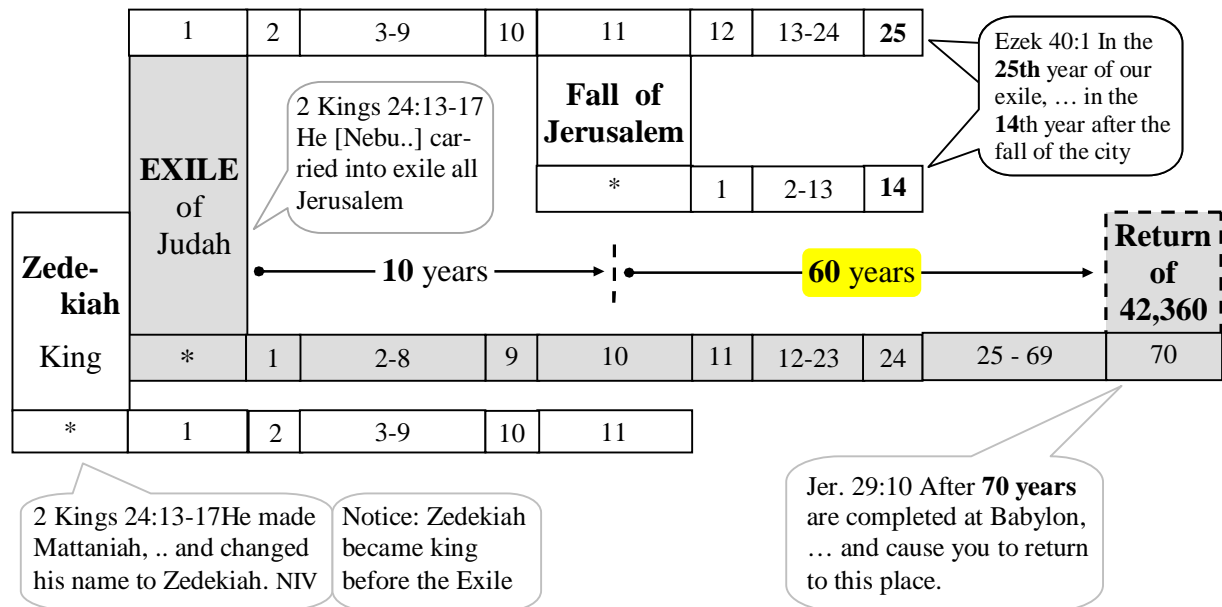 1 2 3-9 10 11 12 13-24 25
Ezek 40:1 In the
25th year of our
exile, … in the
14th year after the
fall of the city
2 Kings 24:13-17
He [Nebu..] car-
ried into exile all
Jerusalem
Fall of
Jerusalem
EXILE
of
Judah
* 1 2-13 14
Zede-
kiah
King
10 years
60 years
Return
of
42,360
* 1 2-8 9 10 11 12-23 24 25 - 69 70
* 1 2 3-9 10 11
2 Kings 24:13-17He made
Mattaniah, .. and changed
his name to Zedekiah. NIV
Notice: Zedekiah
became king
before the Exile
Jer. 29:10 After 70 years
are completed at Babylon,
… and cause you to return
to this place.